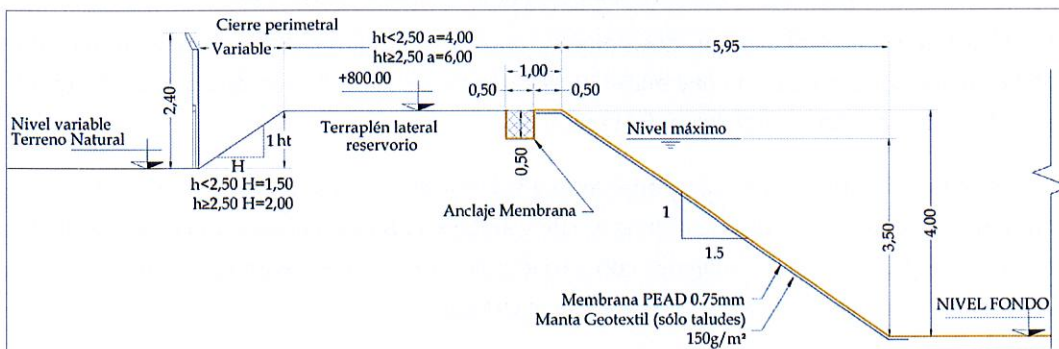 Cierre perimetral
Variable
ht<2,50 a=4,00
ht≥2,50 a=6,00
5,95
2,40
+800.00
1,00
0,50
0,50
Nivel variable
Terreno Natural
1
ht
H
h<2,50 H=1,50
h≥2,50 H=2,00
Terraplén lateral
reservorio
0,50
Nivel máximo
Anclaje Membrana
1
1.5
3,50
4,00
Membrana PEAD 0.75mm
Manta Geotextil (sólo taludes)
150g/m²
NIVEL FONDO